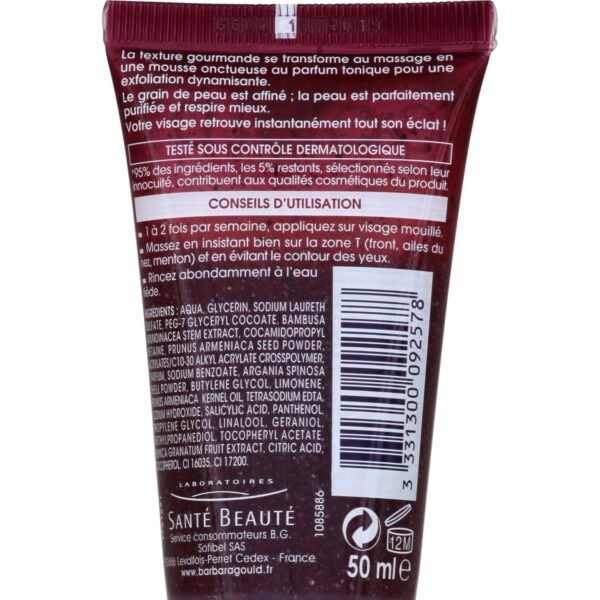 La texture gourmande se transforme au massage en
une mousse onctueuse au parfum tonique pour une
exfoliation dynamisante.
Le grain de peau est affiné ; la peau est parfaitement
purifiée et respire mieux.
Votre visage retrouve instantanément tout son éclat !
TESTÉ SOUS CONTRÔLE DERMATOLOGIQUE
*95% des ingrédients, les 5% restants, sélectionnés selon leur
innocuité, contribuent aux qualités cosmétiques du produit.
CONSEILS D'UTILISATION
1 à 2 fois par semaine, appliquez sur visage mouillé.
Massez en insistant bien sur la zone T (front, ailes du
nez, menton) et en évitant le contour des yeux.
Rincez abondamment à l'eau
tiède.
INGRÉDIENTS : AQUA, GLYCERIN, SODIUM LAURETH
SULFATE, PEG-7 GLYCERYL COCOATE, BAMBUSA
ARUNDINACEA STEM EXTRACT, COCAMIDOPROPYL
BETAINE, PRUNUS ARMENIACA SEED POWDER,
ACRYLATES/C10-30 ALKYL ACRYLATE CROSSPOLYMER,
PARFUM, SODIUM BENZOATE, ARGANIA SPINOSA
SHELL POWDER, BUTYLENE GLYCOL, LIMONENE,
PRUNUS ARMENIACA KERNEL OIL, TETRASODIUM EDTA,
SODIUM HYDROXIDE, SALICYLIC ACID, PANTHENOL,
PROPYLENE GLYCOL, LINALOOL, GERANIOL,
METHYLPROPANEDIOL, TOCOPHERYL ACETATE,
PUNICA GRANATUM FRUIT EXTRACT, CITRIC ACID,
TOCOPHEROL, CI 16035, CI 17200.
3 331300 092578
1085886
LABORATOIRES
SANTÉ BEAUTÉ
Service consommateurs B.G.
Sofibel SAS
Levallois-Perret Cedex - France
www.barbaragould.fr
12M
50 ml e